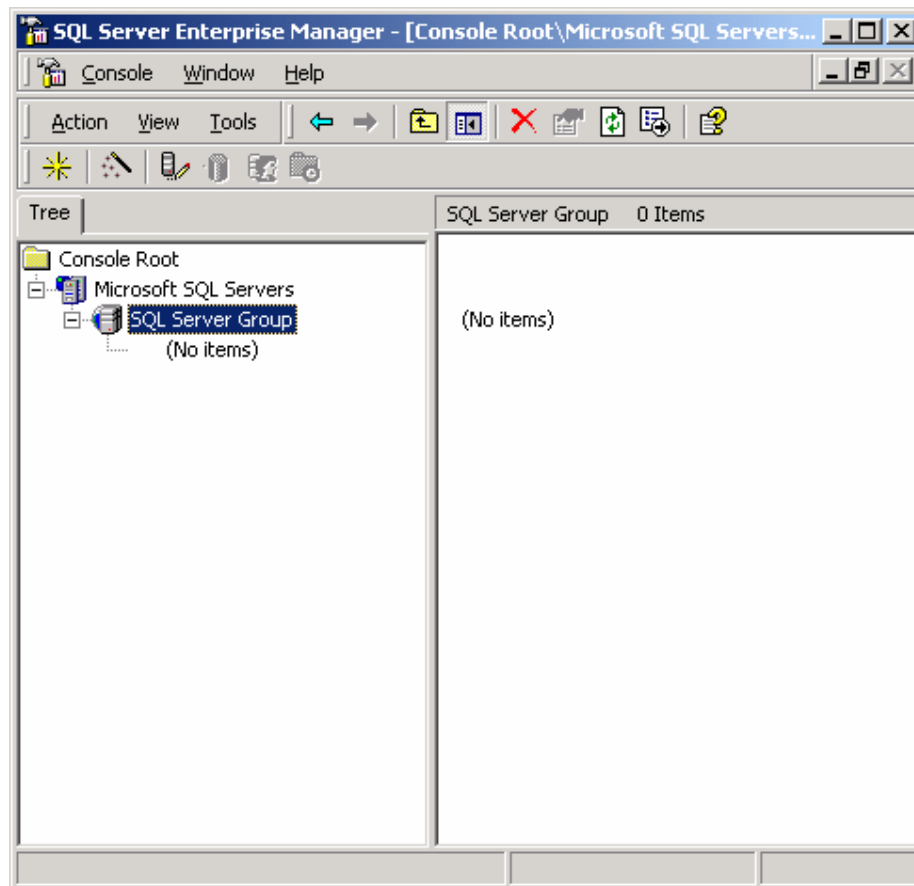 SQL Server Enterprise Manager - [Console Root\Microsoft SQL Servers...
Console Window Help
Action View Tools
Tree
SQL Server Group 0 Items
Console Root
Microsoft SQL Servers
SQL Server Group
(No items)
(No items)